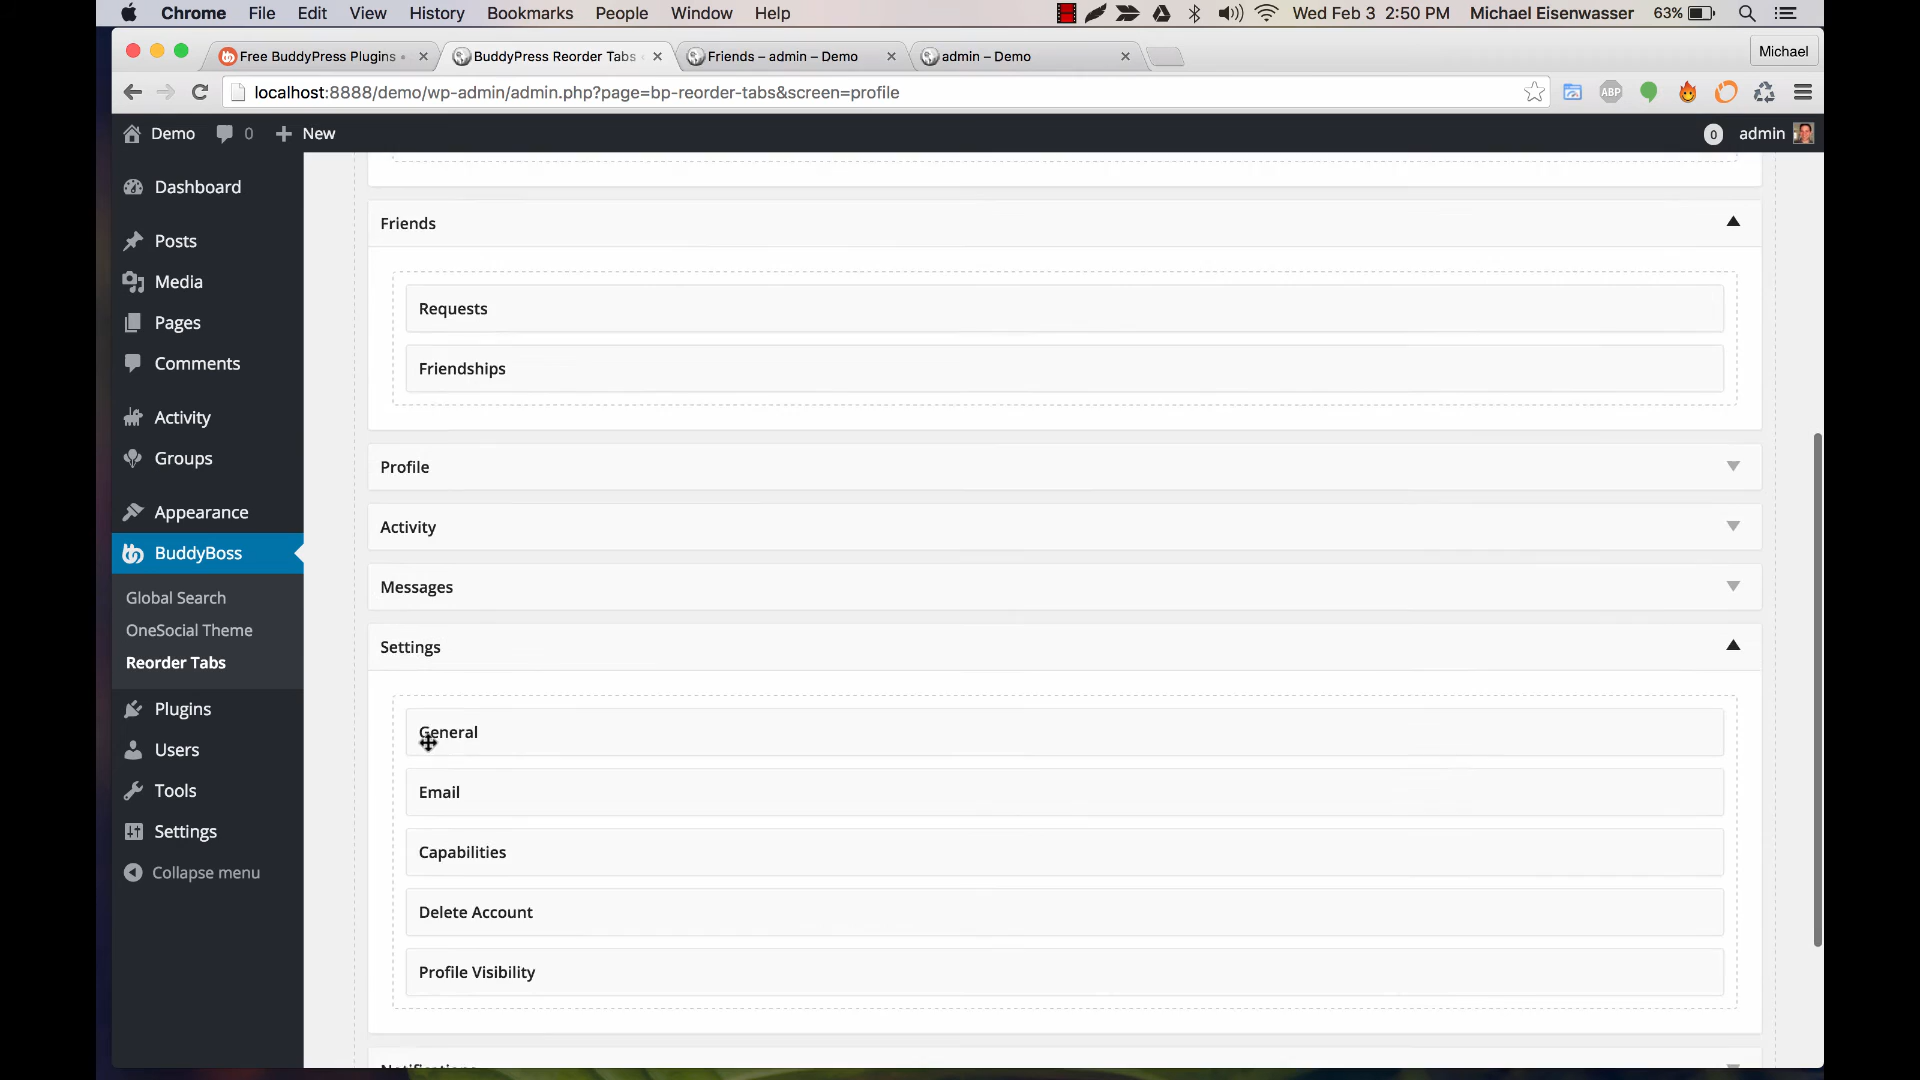 Chrome File Edit View History Bookmarks People Window Help Wed Feb 3 2:50 PM Michael Eisenwasser 63%
Free BuddyPress Plugins BuddyPress Reorder Tabs Friends – admin – Demo admin – Demo Michael
localhost:8888/demo/wp-admin/admin.php?page=bp-reorder-tabs&screen=profile ABP
Demo 0 New 0 admin
Dashboard
Posts
Media
Pages
Comments
Activity
Groups
Appearance
BuddyBoss
Global Search
OneSocial Theme
Reorder Tabs
Plugins
Users
Tools
Settings
Collapse menu
Friends
Requests
Friendships
Profile
Activity
Messages
Settings
General
Email
Capabilities
Delete Account
Profile Visibility